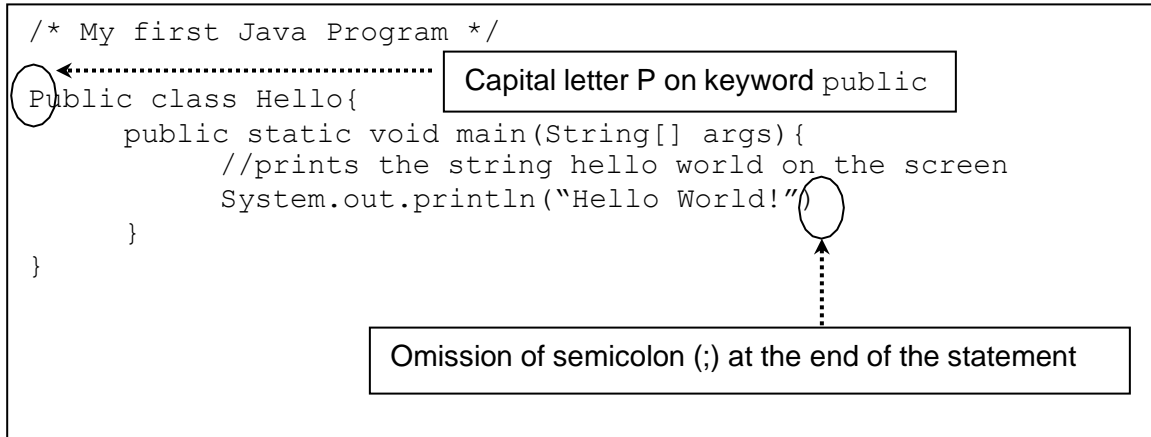 /* My first Java Program */
Capital letter P on keyword public
Public class Hello{
public static void main(String[] args){
//prints the string hello world on the screen
System.out.println(“Hello World!”)
}
}
Omission of semicolon (;) at the end of the statement